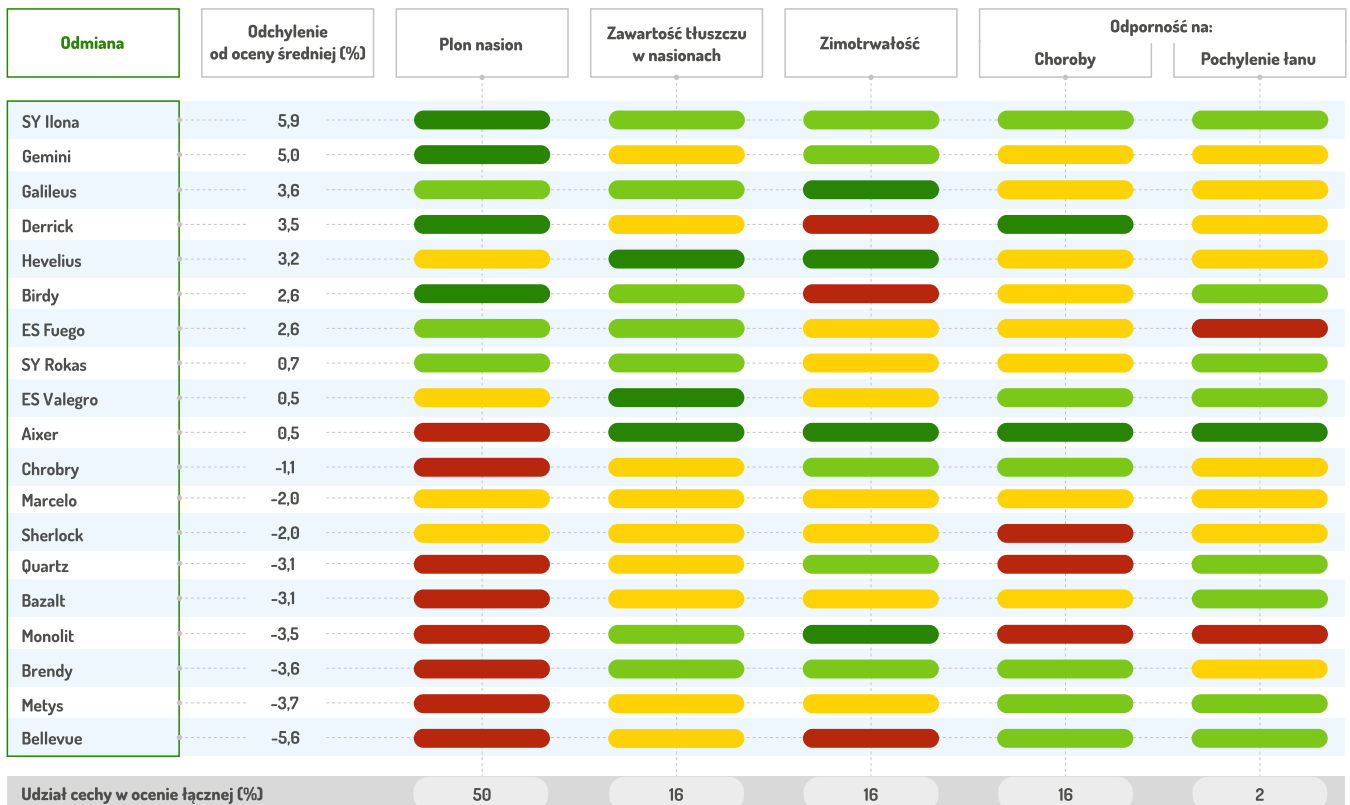 Odmiana
Odchylenie
od oceny średniej (%)
Plon nasion
Zawartość tłuszczu
w nasionach
Zimotrwałość
Odporność na:
Choroby
Pochylenie łanu
SY Ilona 5,9
Gemini 5,0
Galileus 3,6
Derrick 3,5
Hevelius 3,2
Birdy 2,6
ES Fuego 2,6
SY Rokas 0,7
ES Valegro 0,5
Aixer 0,5
Chrobry -1,1
Marcelo -2,0
Sherlock -2,0
Quartz -3,1
Bazalt -3,1
Monolit -3,5
Brendy -3,6
Metys -3,7
Bellevue -5,6
Udział cechy w ocenie łącznej (%) 50 16 16 16 2